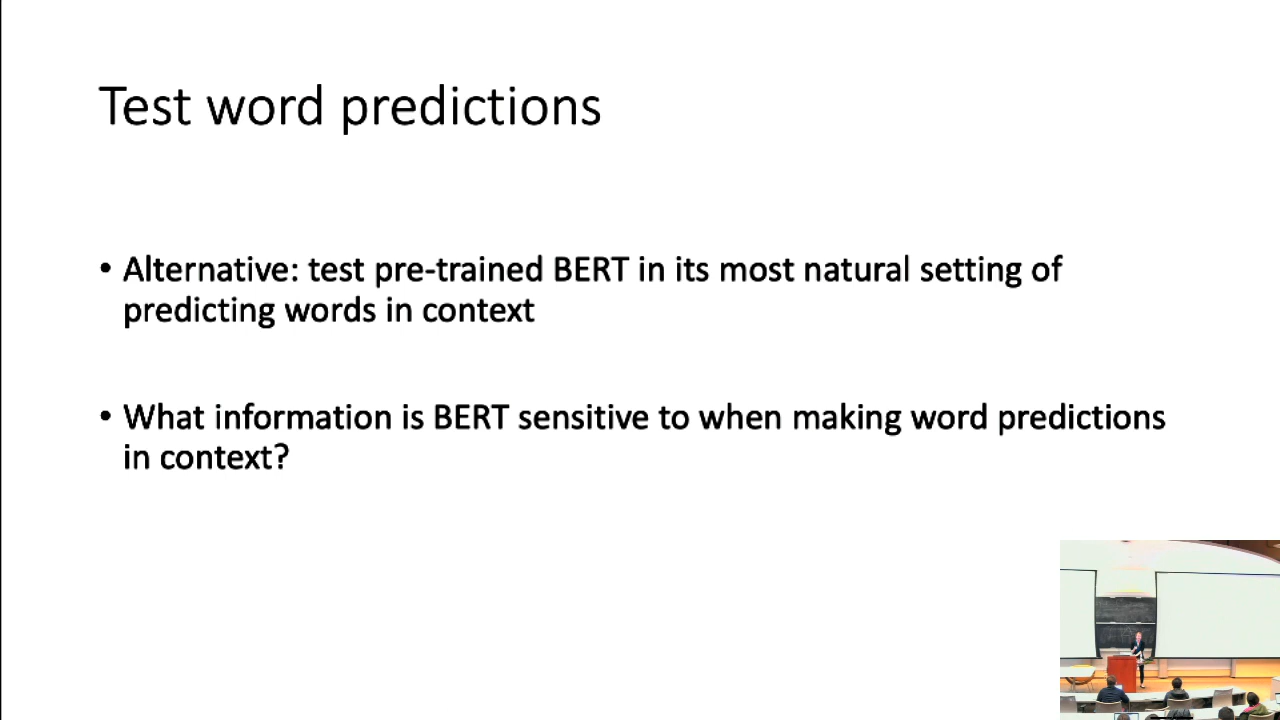 Test word predictions
• Alternative: test pre-trained BERT in its most natural setting of
predicting words in context
• What information is BERT sensitive to when making word predictions
in context?